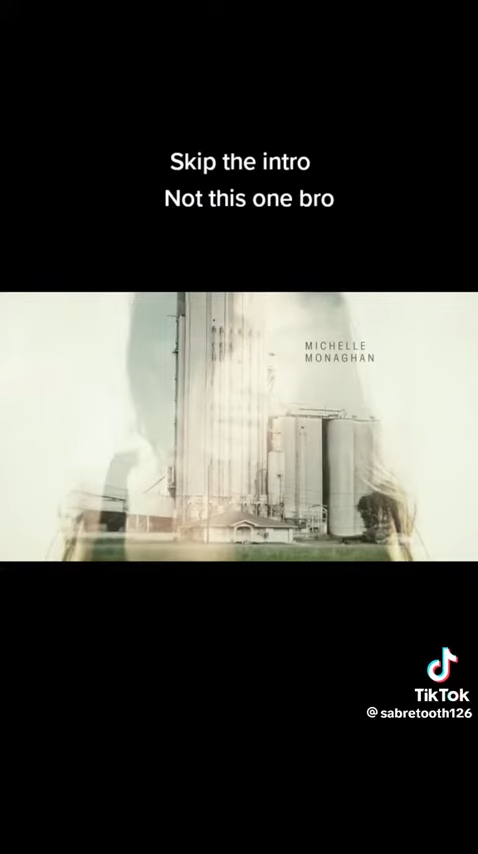 Skip the intro
Not this one bro
MICHELLE
MONAGHAN
TikTok
@sabretooth126